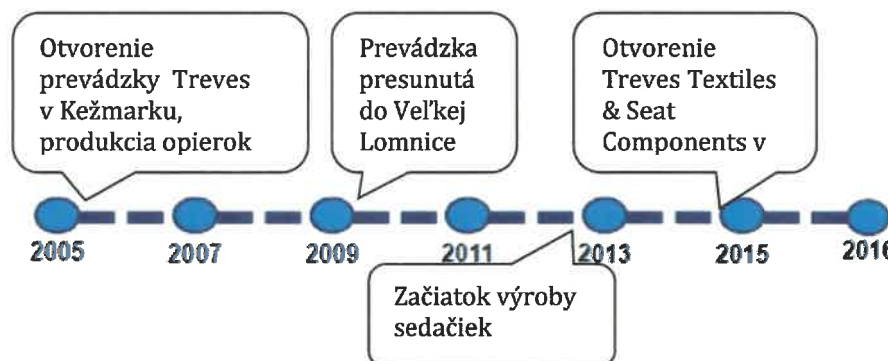 Otvorenie
prevádzky Treves
v Kežmarku,
produkcia opierok
Prevádzka
presunutá
do Veľkej
Lomnice
Otvorenie
Treves Textiles
& Seat
Components v
2005 2007 2009 2011 2013 2015 2016
Začiatok výroby
sedačiek